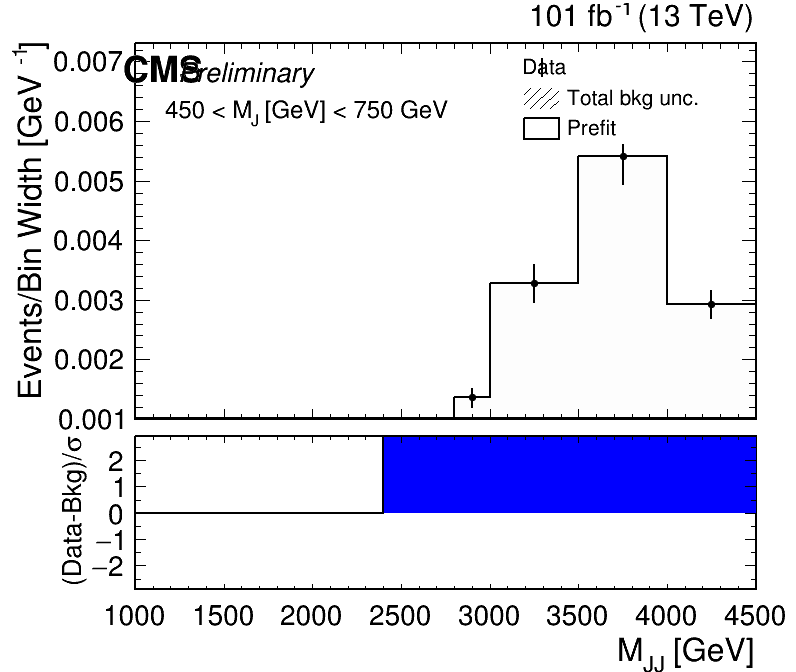 101 fb⁻¹ (13 TeV)
CMS Preliminary
450 < M_J [GeV] < 750 GeV
Data
Total bkg unc.
Prefit
Events/Bin Width [GeV⁻¹]
0.007
0.006
0.005
0.004
0.003
0.002
0.001
(Data-Bkg)/σ
2
1
0
−1
−2
1000 1500 2000 2500 3000 3500 4000 4500
M_JJ [GeV]